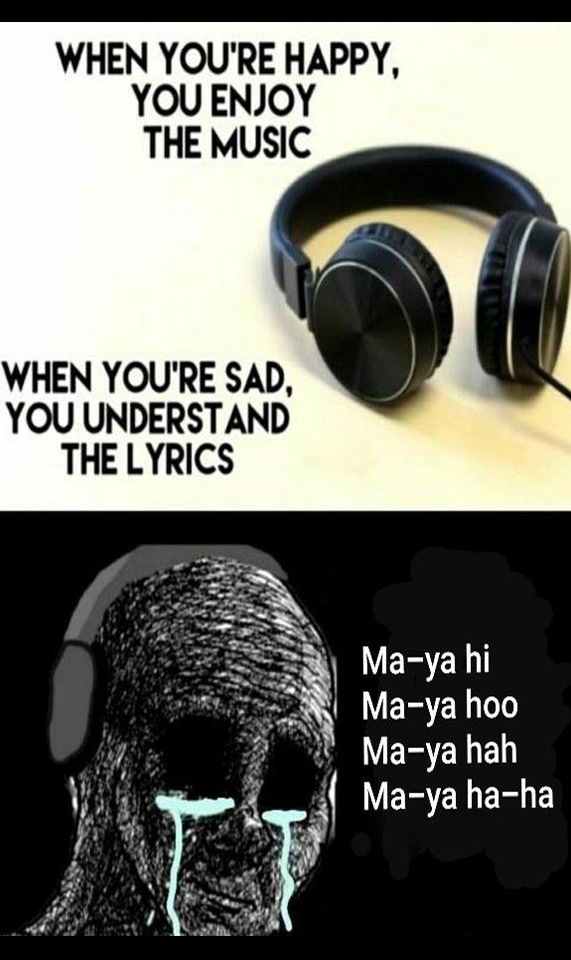 WHEN YOU'RE HAPPY,
YOU ENJOY
THE MUSIC
WHEN YOU'RE SAD,
YOU UNDERSTAND
THE LYRICS
Ma-ya hi
Ma-ya hoo
Ma-ya hah
Ma-ya ha-ha